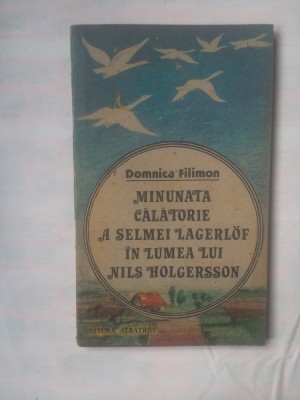 Domnica Filimon
MINUNATA
CĂLĂTORIE
A SELMEI LAGERLÖF
ÎN LUMEA LUI
NILS HOLGERSSON
EDITURA ALBATROS